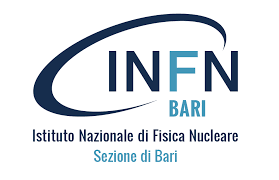 INFN
BARI
Istituto Nazionale di Fisica Nucleare
Sezione di Bari